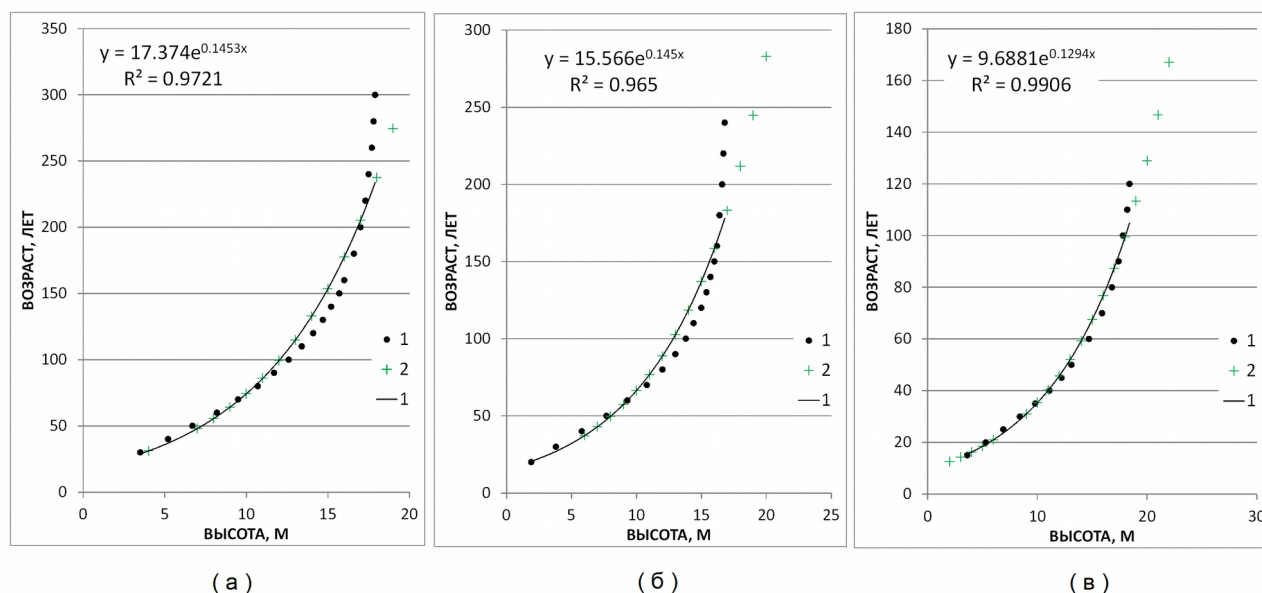 y = 17.374e^0.1453x
R² = 0.9721
350
300
250
200
150
100
50
0
ВОЗРАСТ, ЛЕТ
0 5 10 15 20
ВЫСОТА, М
1
2
1
( а )
y = 15.566e^0.145x
R² = 0.965
300
250
200
150
100
50
0
ВОЗРАСТ, ЛЕТ
0 5 10 15 20 25
ВЫСОТА, М
1
2
1
( б )
y = 9.6881e^0.1294x
R² = 0.9906
180
160
140
120
100
80
60
40
20
0
ВОЗРАСТ, ЛЕТ
0 10 20 30
ВЫСОТА, М
1
2
1
( в )